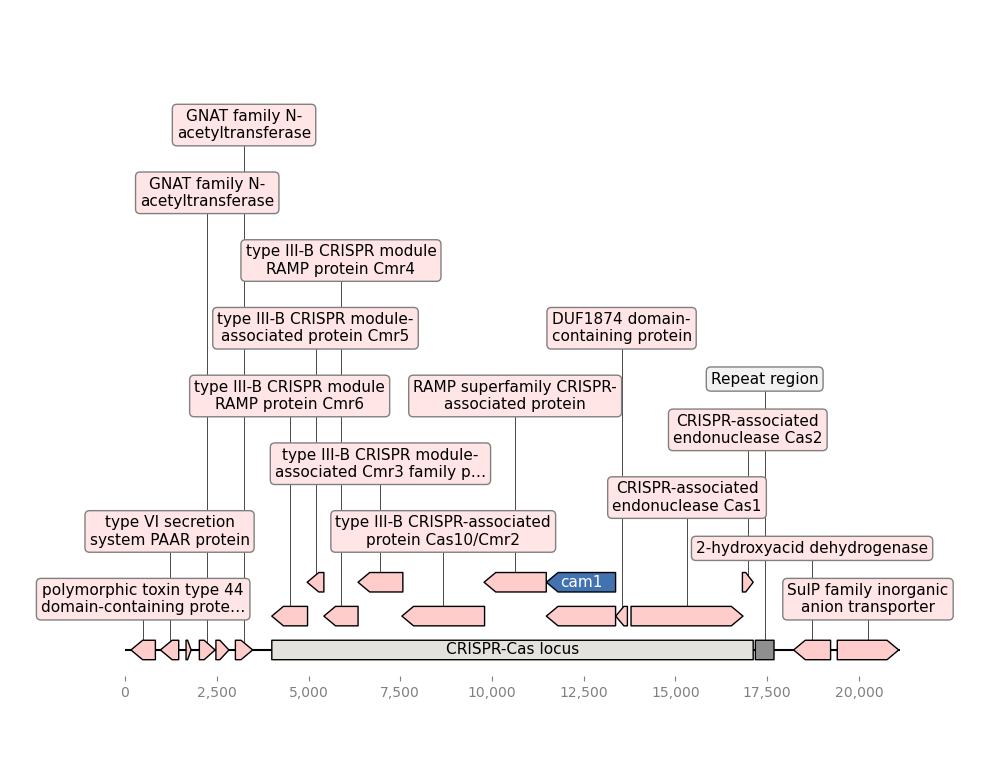 GNAT family N-
acetyltransferase
GNAT family N-
acetyltransferase
type III-B CRISPR module
RAMP protein Cmr4
type III-B CRISPR module-
associated protein Cmr5
DUF1874 domain-
containing protein
type III-B CRISPR module
RAMP protein Cmr6
RAMP superfamily CRISPR-
associated protein
Repeat region
CRISPR-associated
endonuclease Cas2
type III-B CRISPR module-
associated Cmr3 family p...
CRISPR-associated
endonuclease Cas1
type VI secretion
system PAAR protein
type III-B CRISPR-associated
protein Cas10/Cmr2
2-hydroxyacid dehydrogenase
polymorphic toxin type 44
domain-containing prote...
cam1
SulP family inorganic
anion transporter
CRISPR-Cas locus
0 2,500 5,000 7,500 10,000 12,500 15,000 17,500 20,000